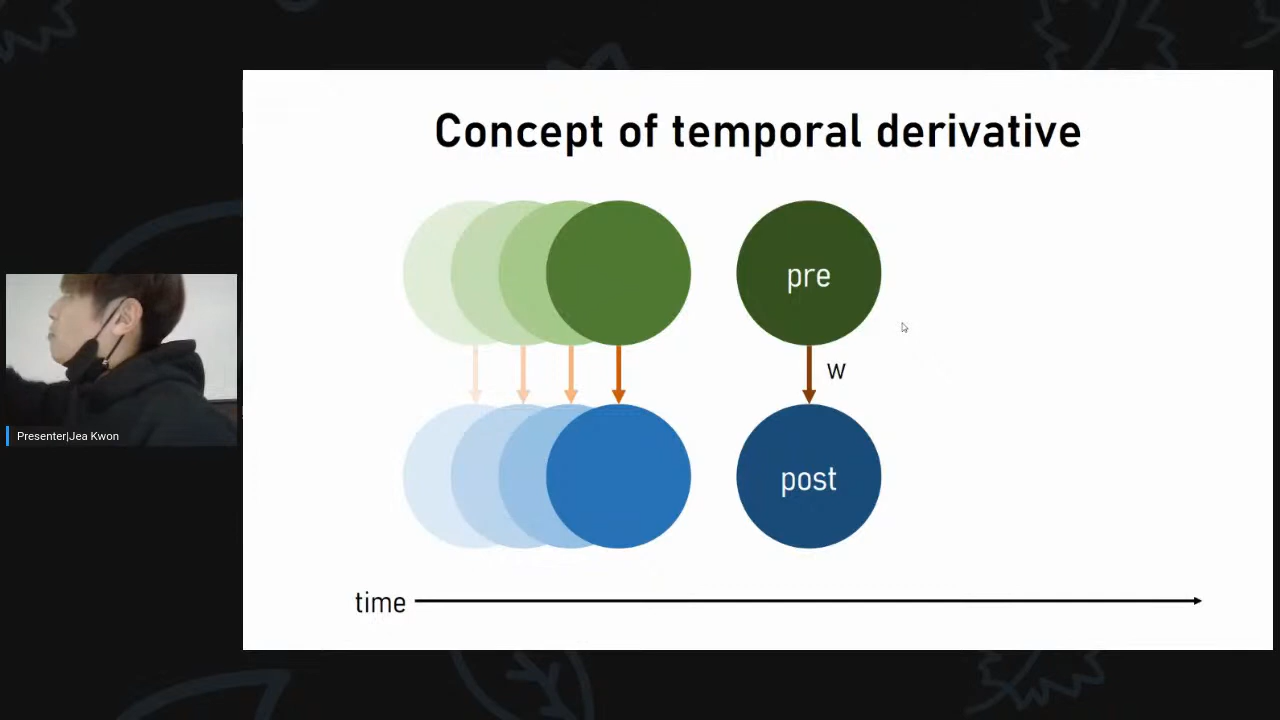 Concept of temporal derivative
pre
w
post
time
Presenter|Jea Kwon